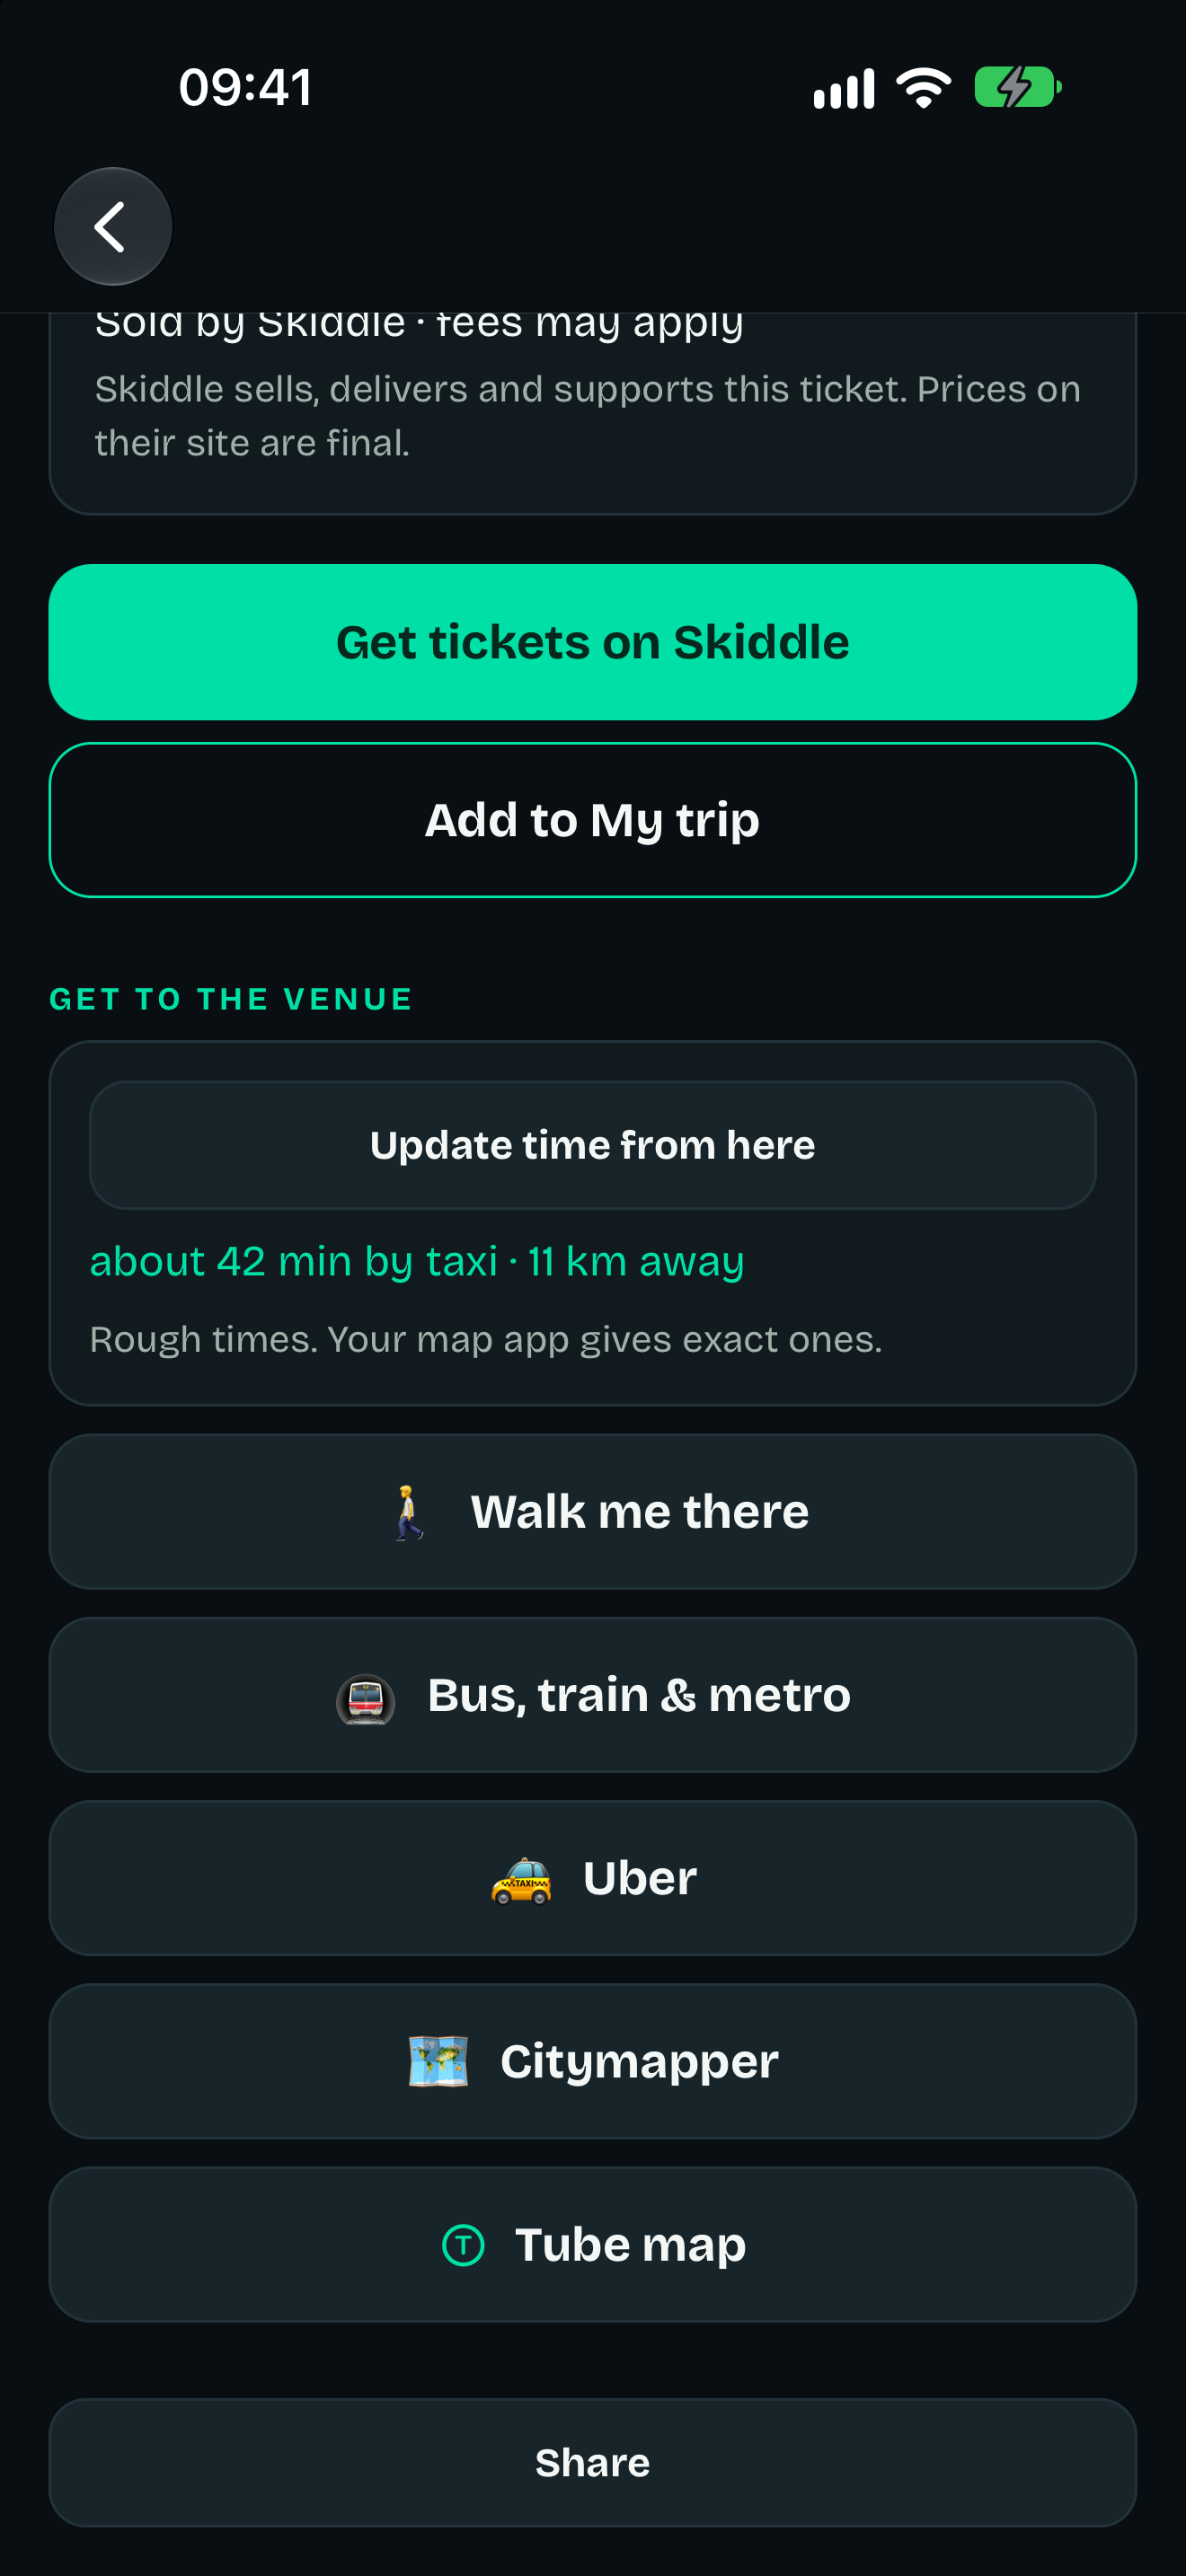 09:41
Sold by Skiddle · fees may apply
Skiddle sells, delivers and supports this ticket. Prices on
their site are final.
Get tickets on Skiddle
Add to My trip
GET TO THE VENUE
Update time from here
about 42 min by taxi · 11 km away
Rough times. Your map app gives exact ones.
Walk me there
Bus, train & metro
TAXI Uber
Citymapper
T Tube map
Share